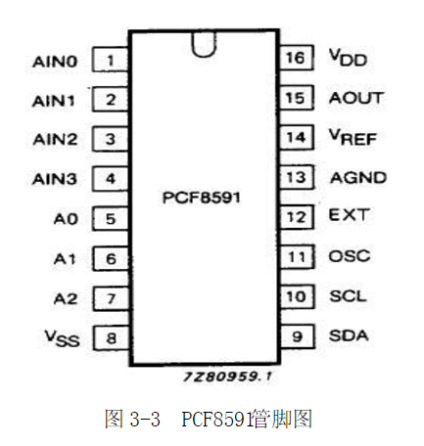 AIN0 1 16 VDD
AIN1 2 15 AOUT
AIN2 3 14 VREF
AIN3 4 13 AGND
PCF8591
A0 5 12 EXT
A1 6 11 OSC
A2 7 10 SCL
VSS 8 9 SDA
7Z80959.1
图 3-3 PCF8591管脚图